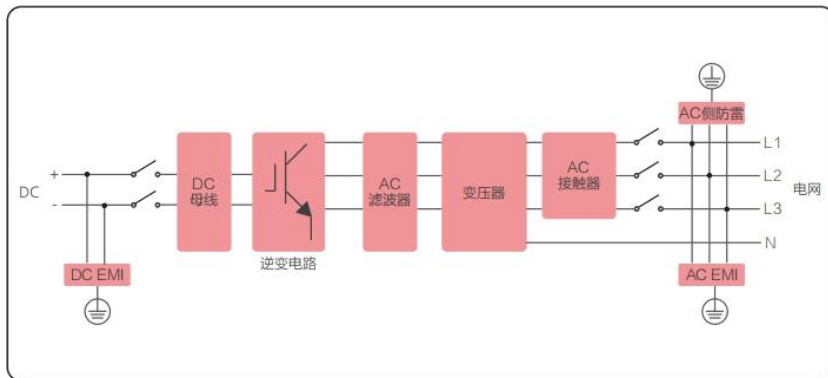 AC侧防雷
L1
+
DC
母线
AC
滤波器
变压器
AC
接触器
L2
电网
DC
-
L3
N
逆变电路
DC EMI
AC EMI